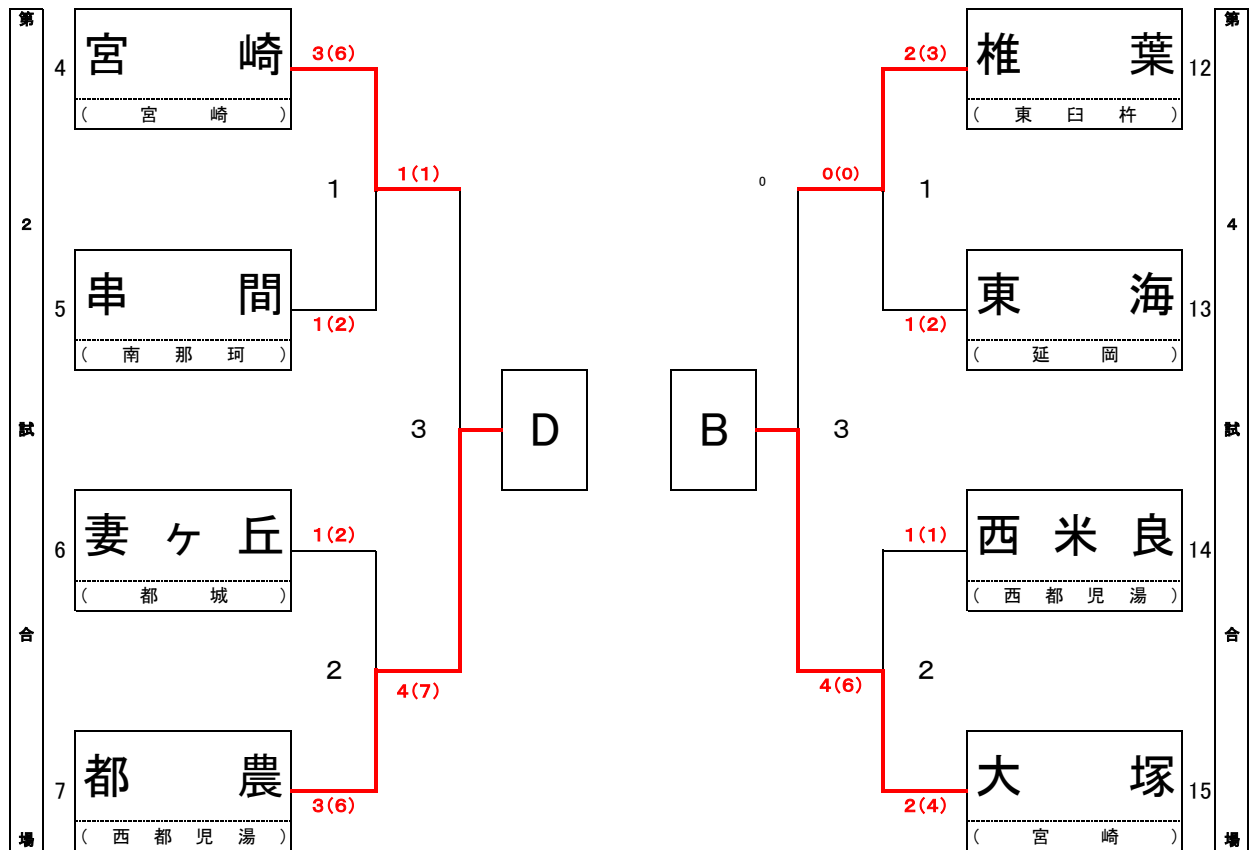 第2試合場
4
宮崎
(宮崎)
3(6)
1
1(1)
5
串間
(南那珂)
1(2)
3
D
6
妻ヶ丘
(都城)
1(2)
2
4(7)
7
都農
(西都児湯)
3(6)
第4試合場
2(3)
椎葉
(東臼杵)
12
0
0(0)
1
1(2)
東海
(延岡)
13
B
3
1(1)
西米良
(西都児湯)
14
4(6)
2
2(4)
大塚
(宮崎)
15